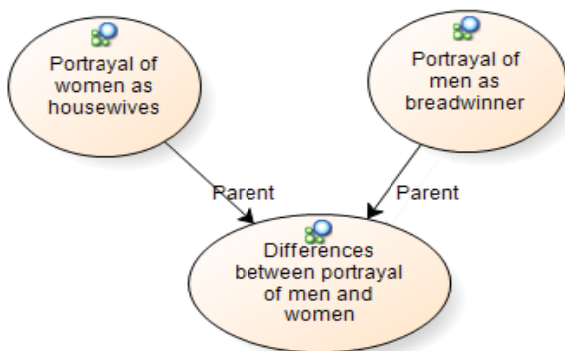 Portrayal of
women as
housewives
Portrayal of
men as
breadwinner
Parent
Parent
Differences
between portrayal
of men and
women